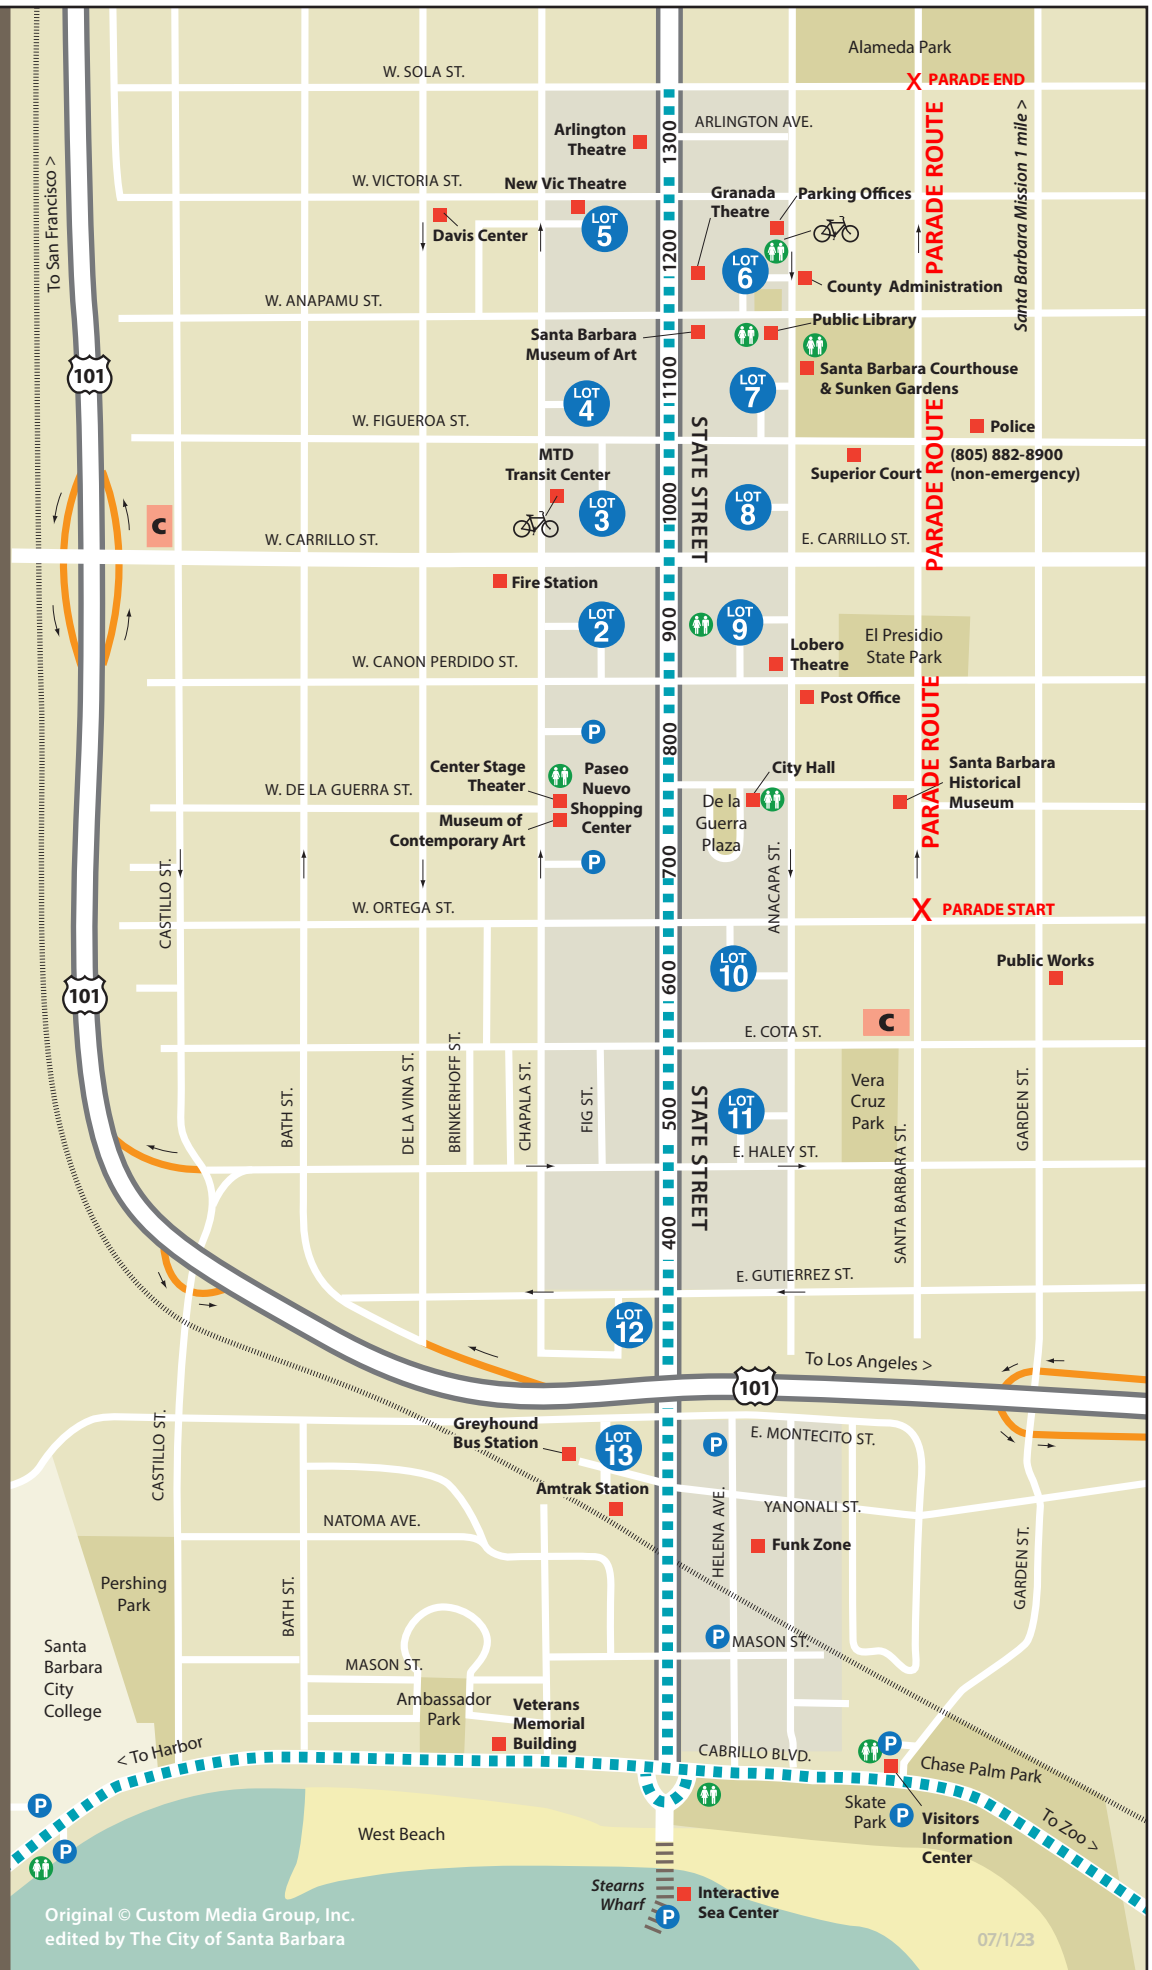 Alameda Park
W. SOLA ST.
X PARADE END
ARLINGTON AVE.
Arlington
Theatre
1300
PARADE ROUTE
Santa Barbara Mission 1 mile >
To San Francisco >
W. VICTORIA ST.
New Vic Theatre
Granada
Theatre
Parking Offices
Davis Center
LOT
5
1200
LOT
6
County Administration
W. ANAPAMU ST.
Santa Barbara
Museum of Art
Public Library
101
1100
LOT
4
LOT
7
Santa Barbara Courthouse
& Sunken Gardens
W. FIGUEROA ST.
STATE STREET
PARADE ROUTE
Police
(805) 882-8900
(non-emergency)
Superior Court
MTD
Transit Center
LOT
3
1000
LOT
8
C
W. CARRILLO ST.
E. CARRILLO ST.
Fire Station
LOT
2
900
LOT
9
El Presidio
State Park
Lobero
Theatre
W. CANON PERDIDO ST.
Post Office
PARADE ROUTE
P
800
Center Stage
Theater
Paseo
Nuevo
Shopping
Center
City Hall
Santa Barbara
Historical
Museum
W. DE LA GUERRA ST.
De la
Guerra
Plaza
Museum of
Contemporary Art
P
700
CASTILLO ST.
ANACAPA ST.
W. ORTEGA ST.
X PARADE START
LOT
10
600
Public Works
101
C
E. COTA ST.
BATH ST.
DE LA VINA ST.
BRINKERHOFF ST.
CHAPALA ST.
FIG ST.
500
STATE STREET
LOT
11
Vera
Cruz
Park
SANTA BARBARA ST.
GARDEN ST.
E. HALEY ST.
400
E. GUTIERREZ ST.
LOT
12
To Los Angeles >
101
CASTILLO ST.
Greyhound
Bus Station
LOT
13
P
E. MONTECITO ST.
Amtrak Station
HELENA AVE.
YANONALI ST.
NATOMA AVE.
Funk Zone
GARDEN ST.
Pershing
Park
BATH ST.
P
MASON ST.
Santa
Barbara
City
College
MASON ST.
Ambassador
Park
Veterans
Memorial
Building
< To Harbor
CABRILLO BLVD.
P
Chase Palm Park
P
P
Skate
Park
P
Visitors
Information
Center
To Zoo >
West Beach
Stearns
Wharf
P
Interactive
Sea Center
Original © Custom Media Group, Inc.
edited by The City of Santa Barbara
07/1/23